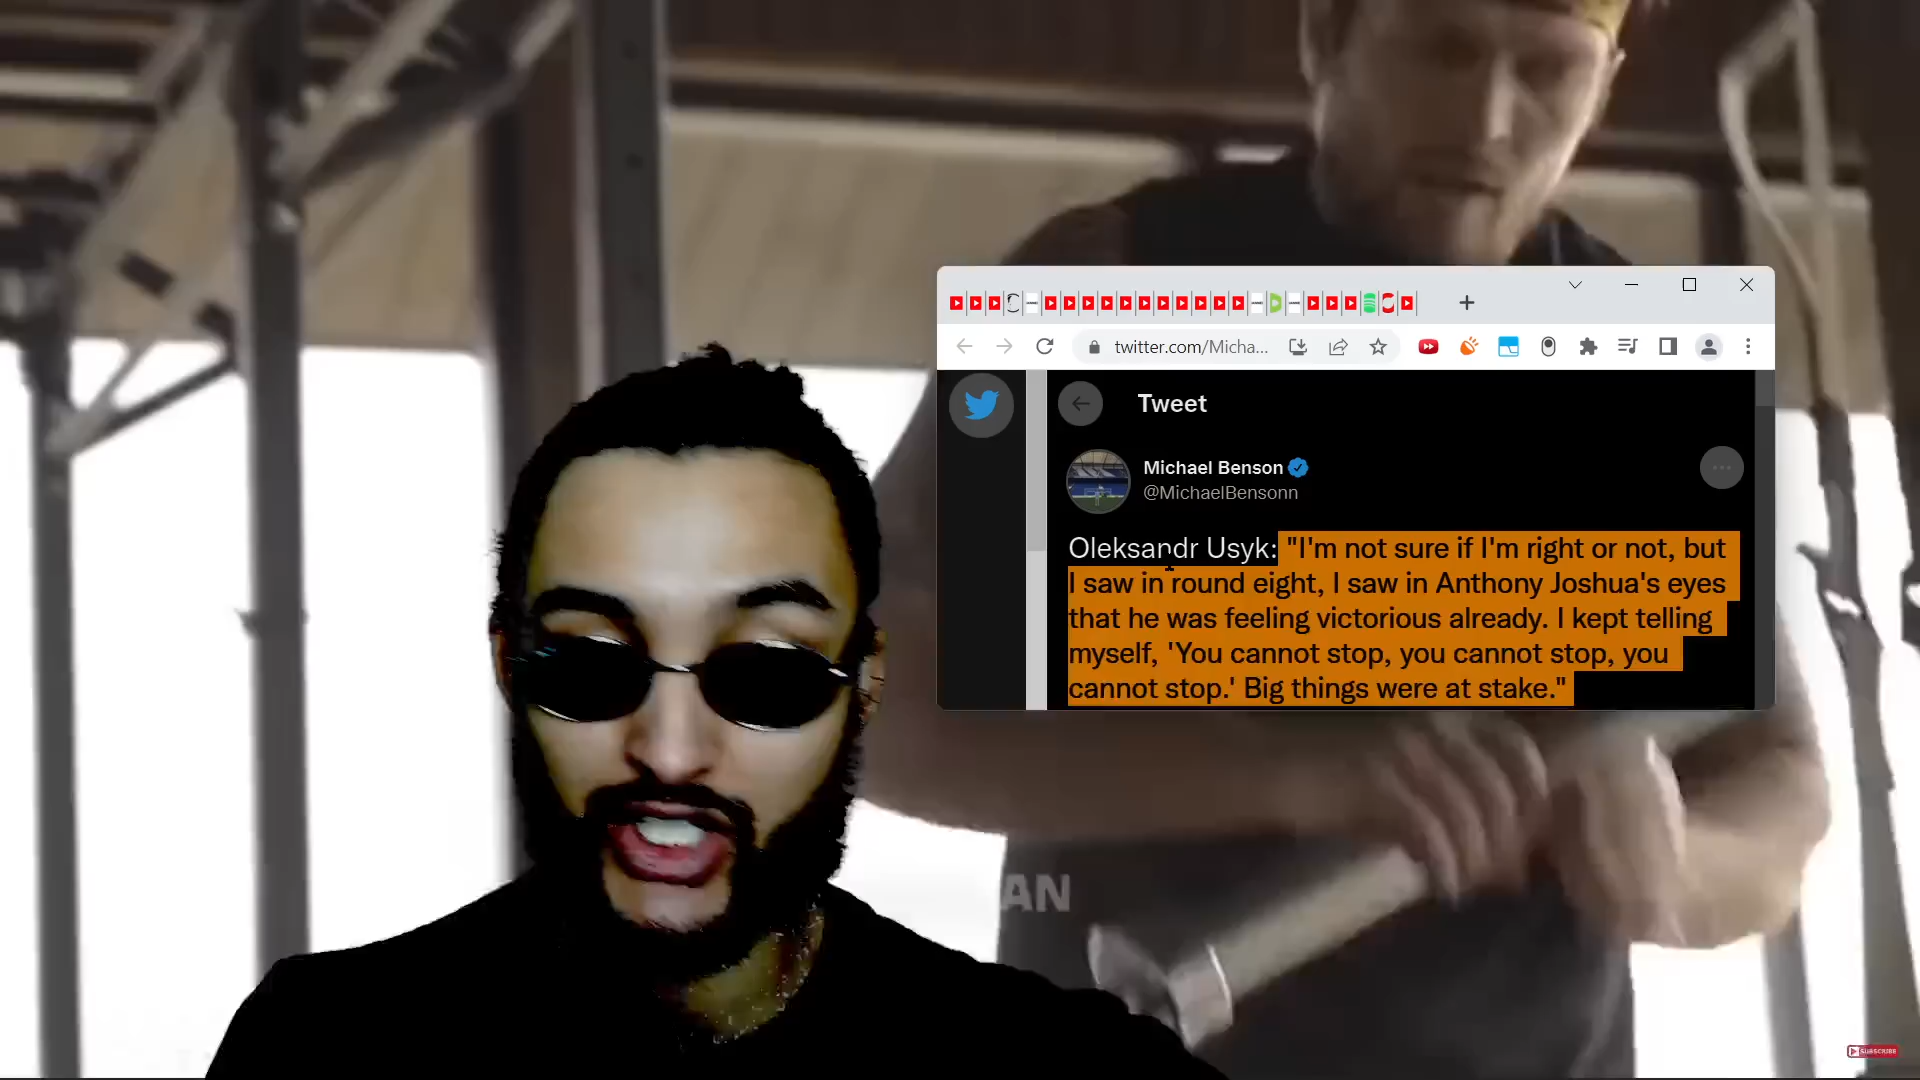 twitter.com/Micha...
Tweet
Michael Benson
@MichaelBensonn
Oleksandr Usyk: "I'm not sure if I'm right or not, but
I saw in round eight, I saw in Anthony Joshua's eyes
that he was feeling victorious already. I kept telling
myself, 'You cannot stop, you cannot stop, you
cannot stop.' Big things were at stake."
AN
SUBSCRIBE